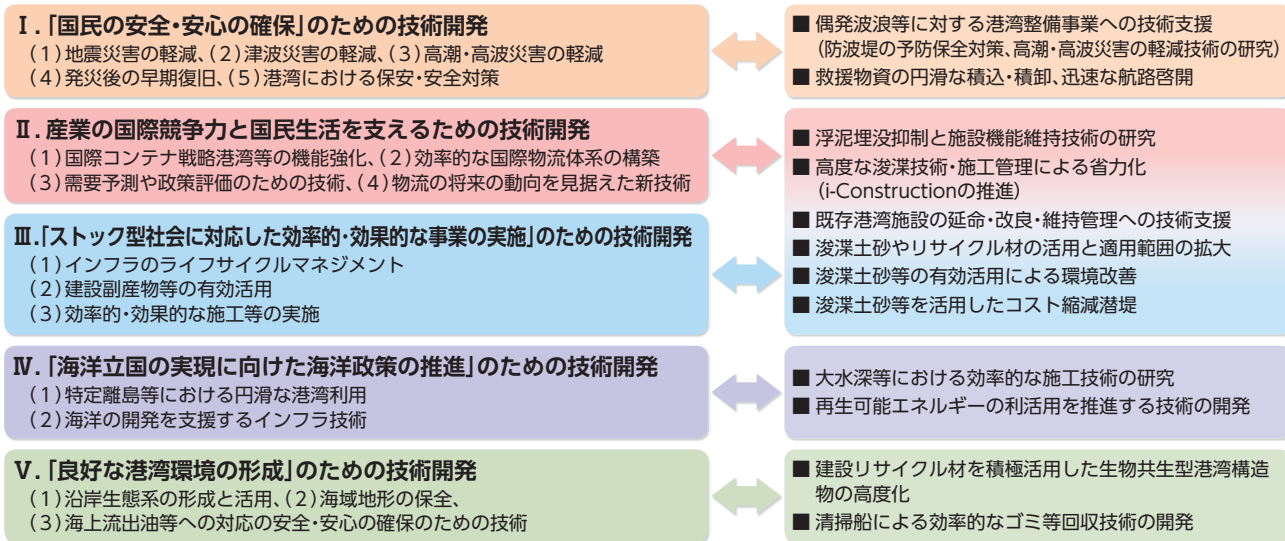 Ⅰ.「国民の安全・安心の確保」のための技術開発
(1)地震災害の軽減、(2)津波災害の軽減、(3)高潮・高波災害の軽減
(4)発災後の早期復旧、(5)港湾における保安・安全対策
■ 偶発波浪等に対する港湾整備事業への技術支援
(防波堤の予防保全対策、高潮・高波災害の軽減技術の研究)
■ 救援物資の円滑な積込・積卸、迅速な航路啓開
Ⅱ.産業の国際競争力と国民生活を支えるための技術開発
(1)国際コンテナ戦略港湾等の機能強化、(2)効率的な国際物流体系の構築
(3)需要予測や政策評価のための技術、(4)物流の将来の動向を見据えた新技術
Ⅲ.「ストック型社会に対応した効率的・効果的な事業の実施」のための技術開発
(1)インフラのライフサイクルマネジメント
(2)建設副産物等の有効活用
(3)効率的・効果的な施工等の実施
■ 浮泥埋没抑制と施設機能維持技術の研究
■ 高度な浚渫技術・施工管理による省力化
(i-Constructionの推進)
■ 既存港湾施設の延命・改良・維持管理への技術支援
■ 浚渫土砂やリサイクル材の活用と適用範囲の拡大
■ 浚渫土砂等の有効活用による環境改善
■ 浚渫土砂等を活用したコスト縮減潜堤
Ⅳ.「海洋立国の実現に向けた海洋政策の推進」のための技術開発
(1)特定離島等における円滑な港湾利用
(2)海洋の開発を支援するインフラ技術
■ 大水深等における効率的な施工技術の研究
■ 再生可能エネルギーの利活用を推進する技術の開発
Ⅴ.「良好な港湾環境の形成」のための技術開発
(1)沿岸生態系の形成と活用、(2)海域地形の保全、
(3)海上流出油等への対応の安全・安心の確保のための技術
■ 建設リサイクル材を積極活用した生物共生型港湾構造
物の高度化
■ 清掃船による効率的なゴミ等回収技術の開発